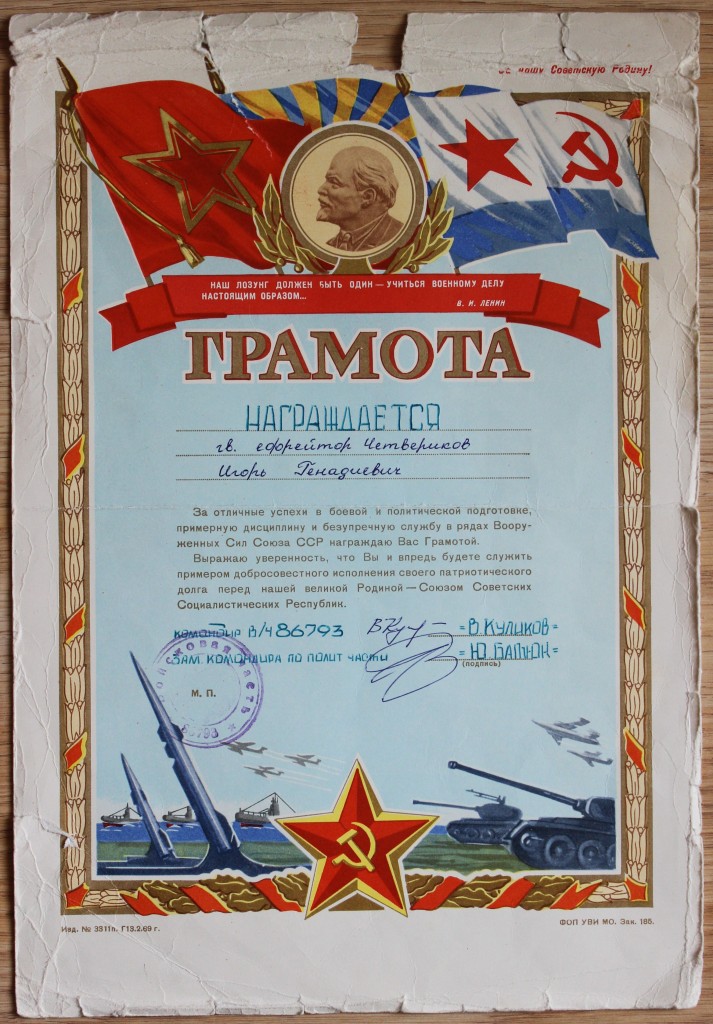 За нашу Советскую Родину!
НАШ ЛОЗУНГ ДОЛЖЕН БЫТЬ ОДИН — УЧИТЬСЯ ВОЕННОМУ ДЕЛУ
НАСТОЯЩИМ ОБРАЗОМ...
В. И. ЛЕНИН
ГРАМОТА
НАГРАЖДАЕТСЯ
гв. ефрейтор Четвериков
Игорь Генадиевич
За отличные успехи в боевой и политической подготовке,
примерную дисциплину и безупречную службу в рядах Воору-
женных Сил Союза ССР награждаю Вас Грамотой.
Выражаю уверенность, что Вы и впредь будете служить
примером добросовестного исполнения своего патриотического
долга перед нашей великой Родиной — Союзом Советских
Социалистических Республик.
КОМАНДИР В/Ч 86793 = В. КУЛИКОВ =
ЗАМ. КОМАНДИРА ПО ПОЛИТ ЧАСТИ = Ю. БАТЮК =
(подпись)
войсковая часть
86793
М. П.
Изд. № 3311п. Г13.2.69 г.
ФОП УВИ МО. Зак. 185.